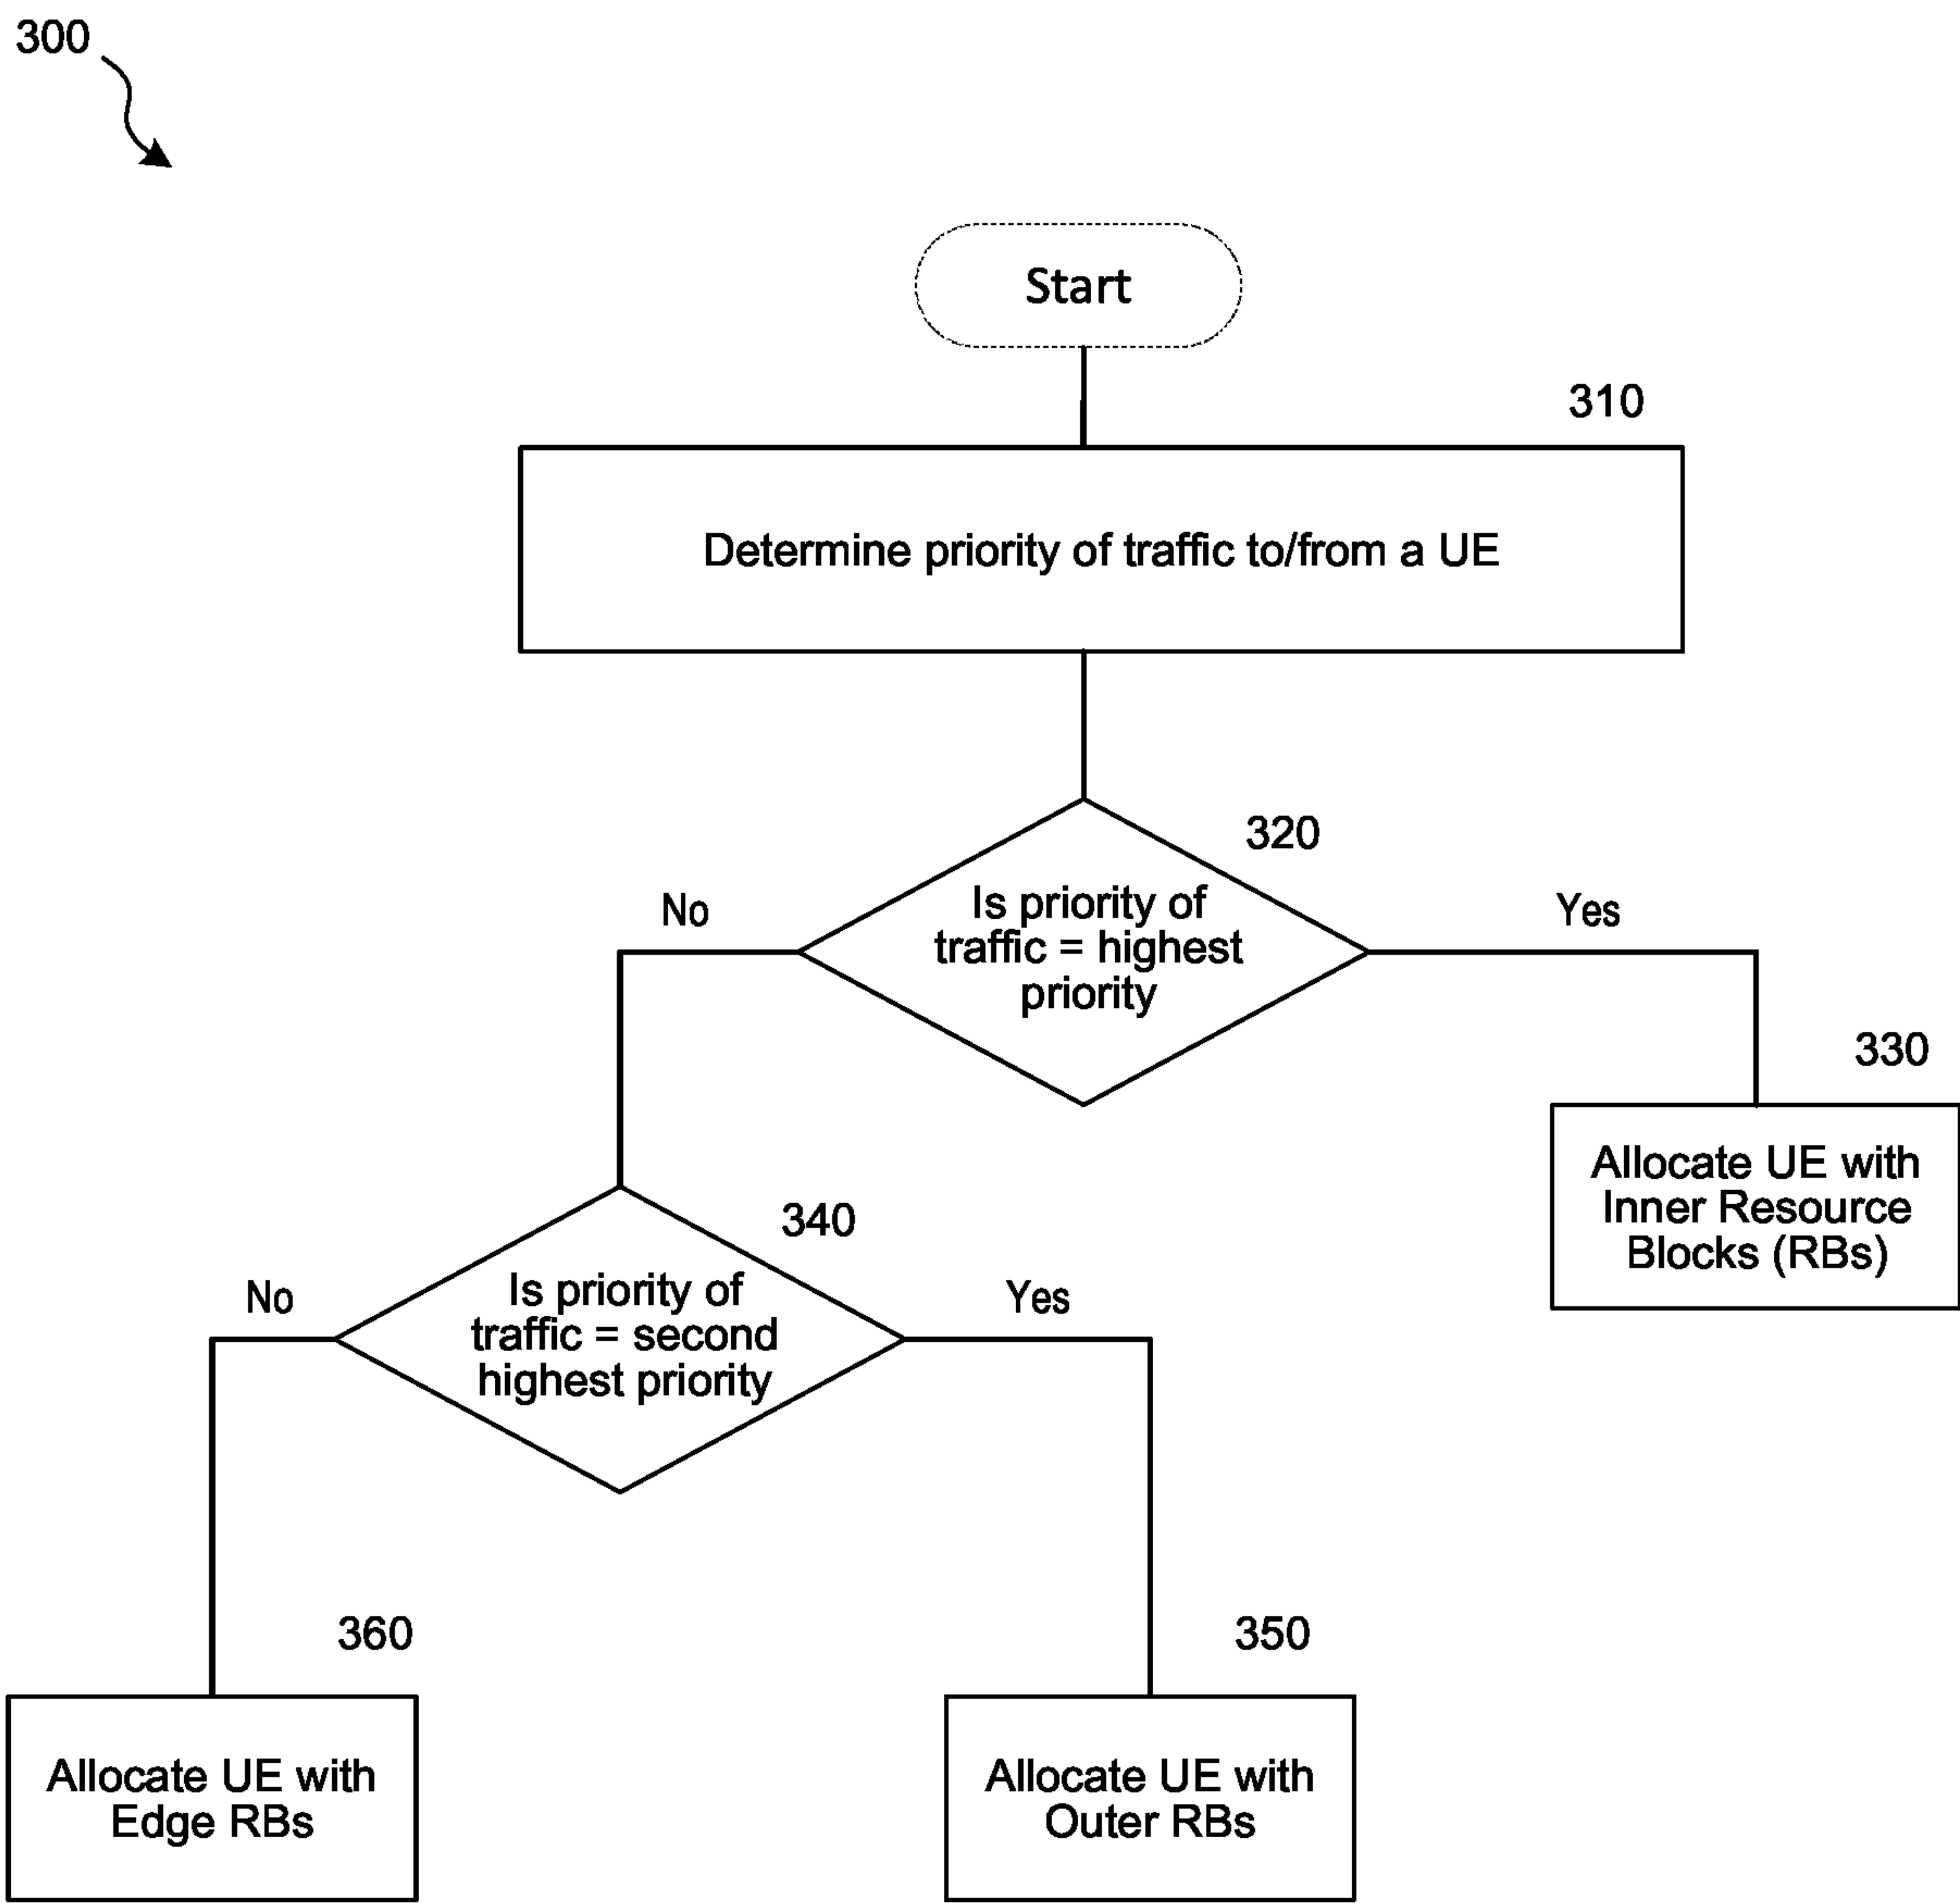 300
Start
310
Determine priority of traffic to/from a UE
320
Is priority of
traffic = highest
priority
No
Yes
330
Allocate UE with
Inner Resource
Blocks (RBs)
340
Is priority of
traffic = second
highest priority
No
Yes
360
Allocate UE with
Edge RBs
350
Allocate UE with
Outer RBs